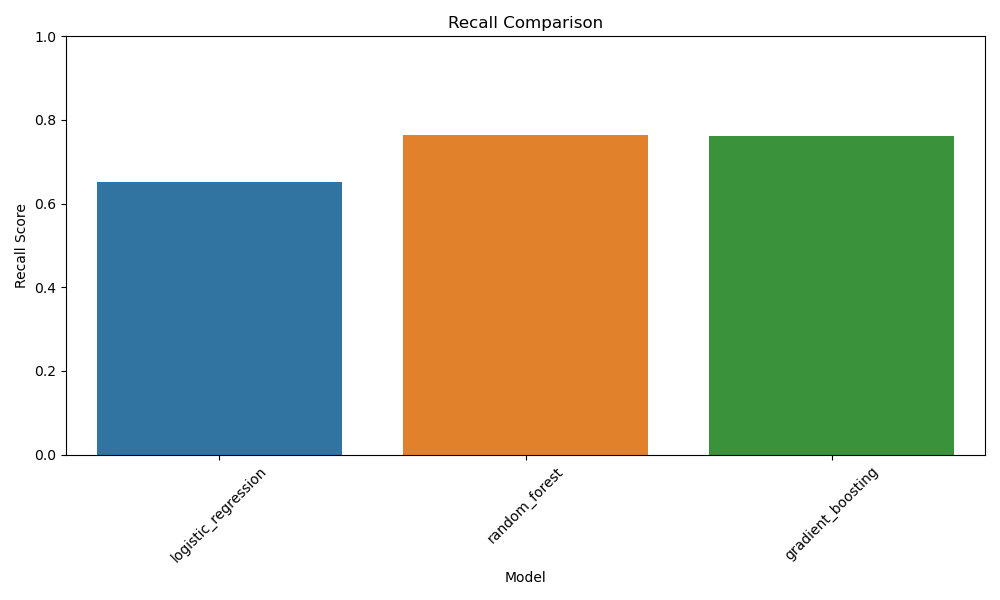 Recall Comparison
1.0
0.8
0.6
0.4
0.2
0.0
Recall Score
logistic_regression
random_forest
gradient_boosting
Model